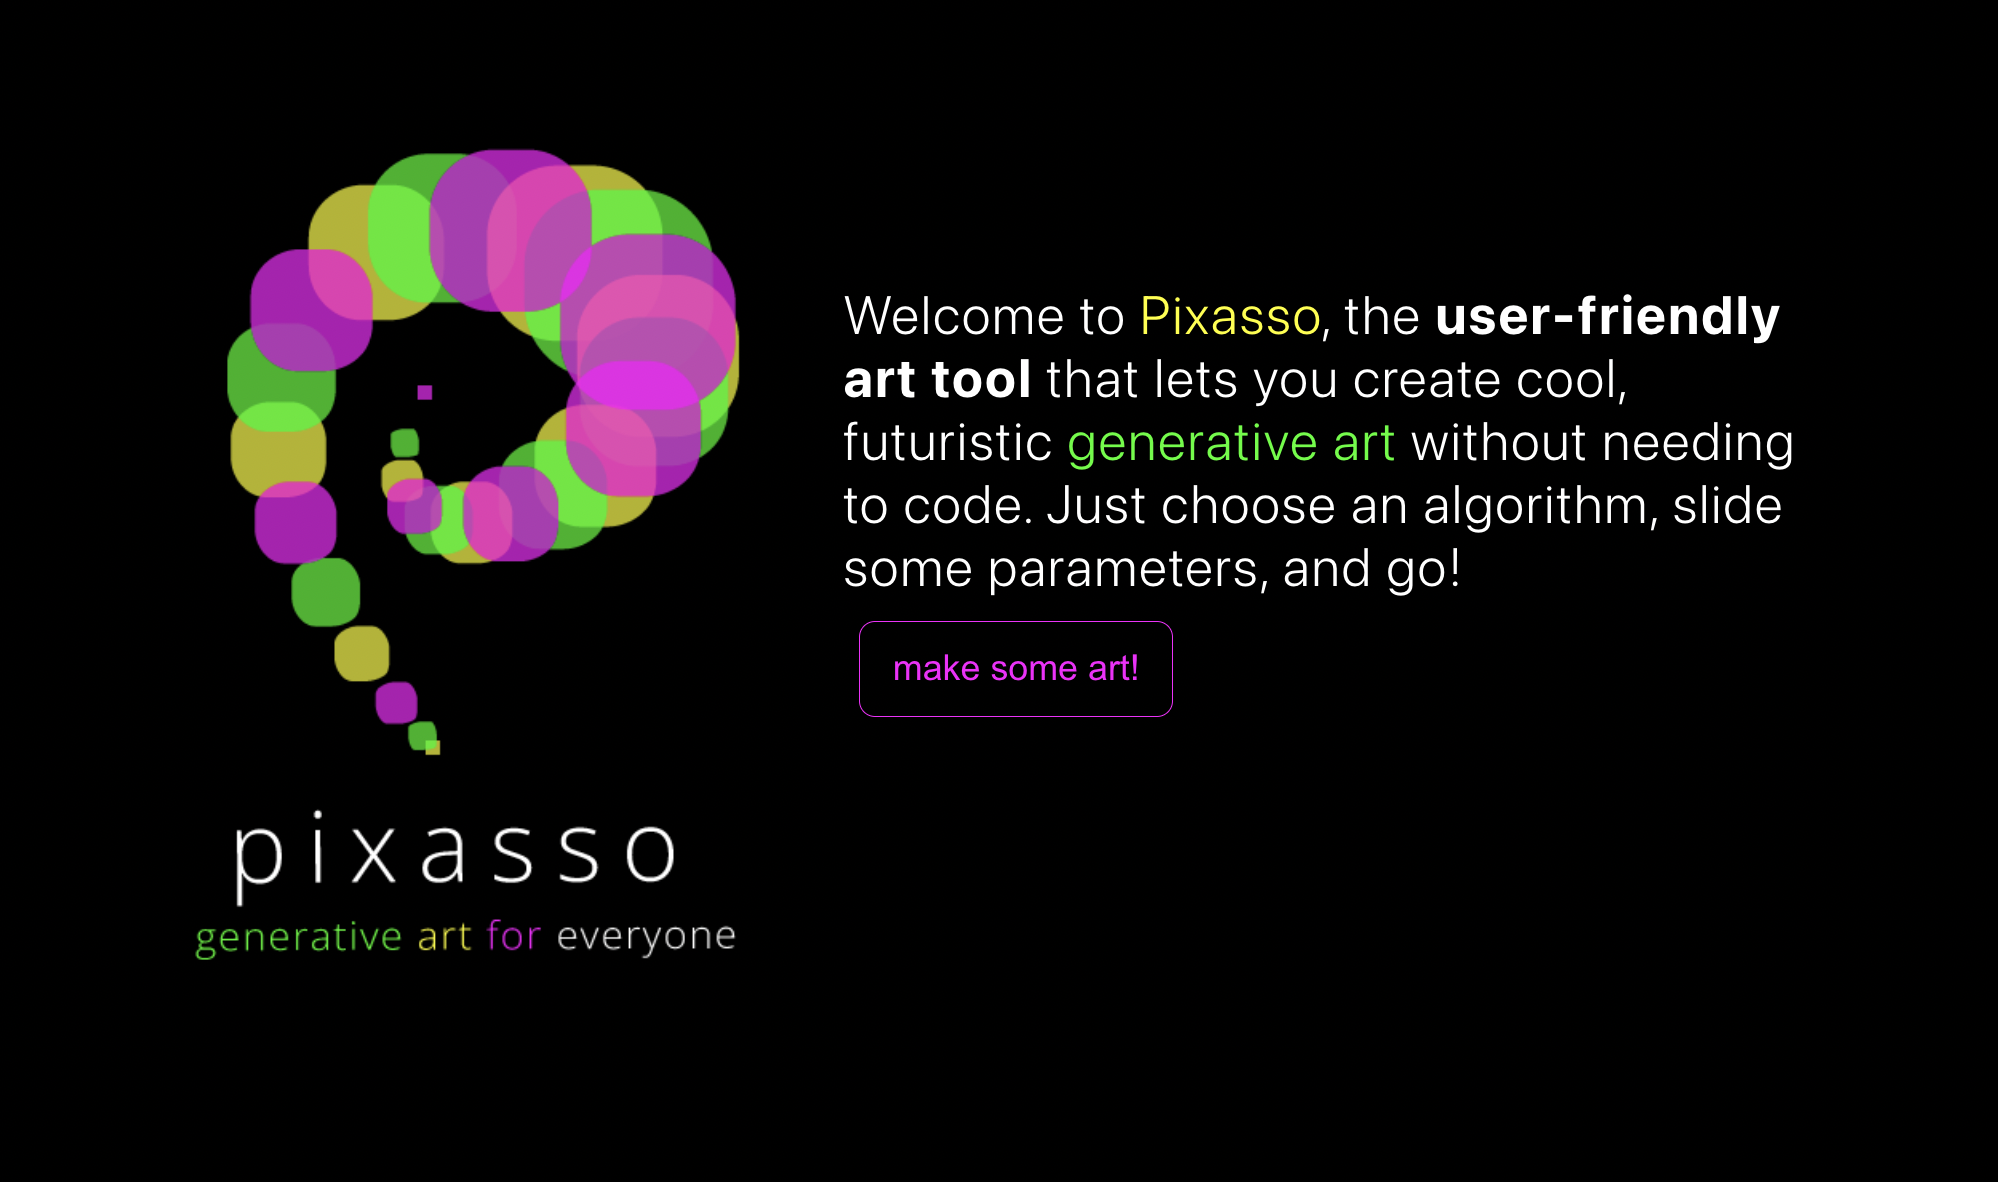 Welcome to Pixasso, the user-friendly
art tool that lets you create cool,
futuristic generative art without needing
to code. Just choose an algorithm, slide
some parameters, and go!
make some art!
pixasso
generative art for everyone